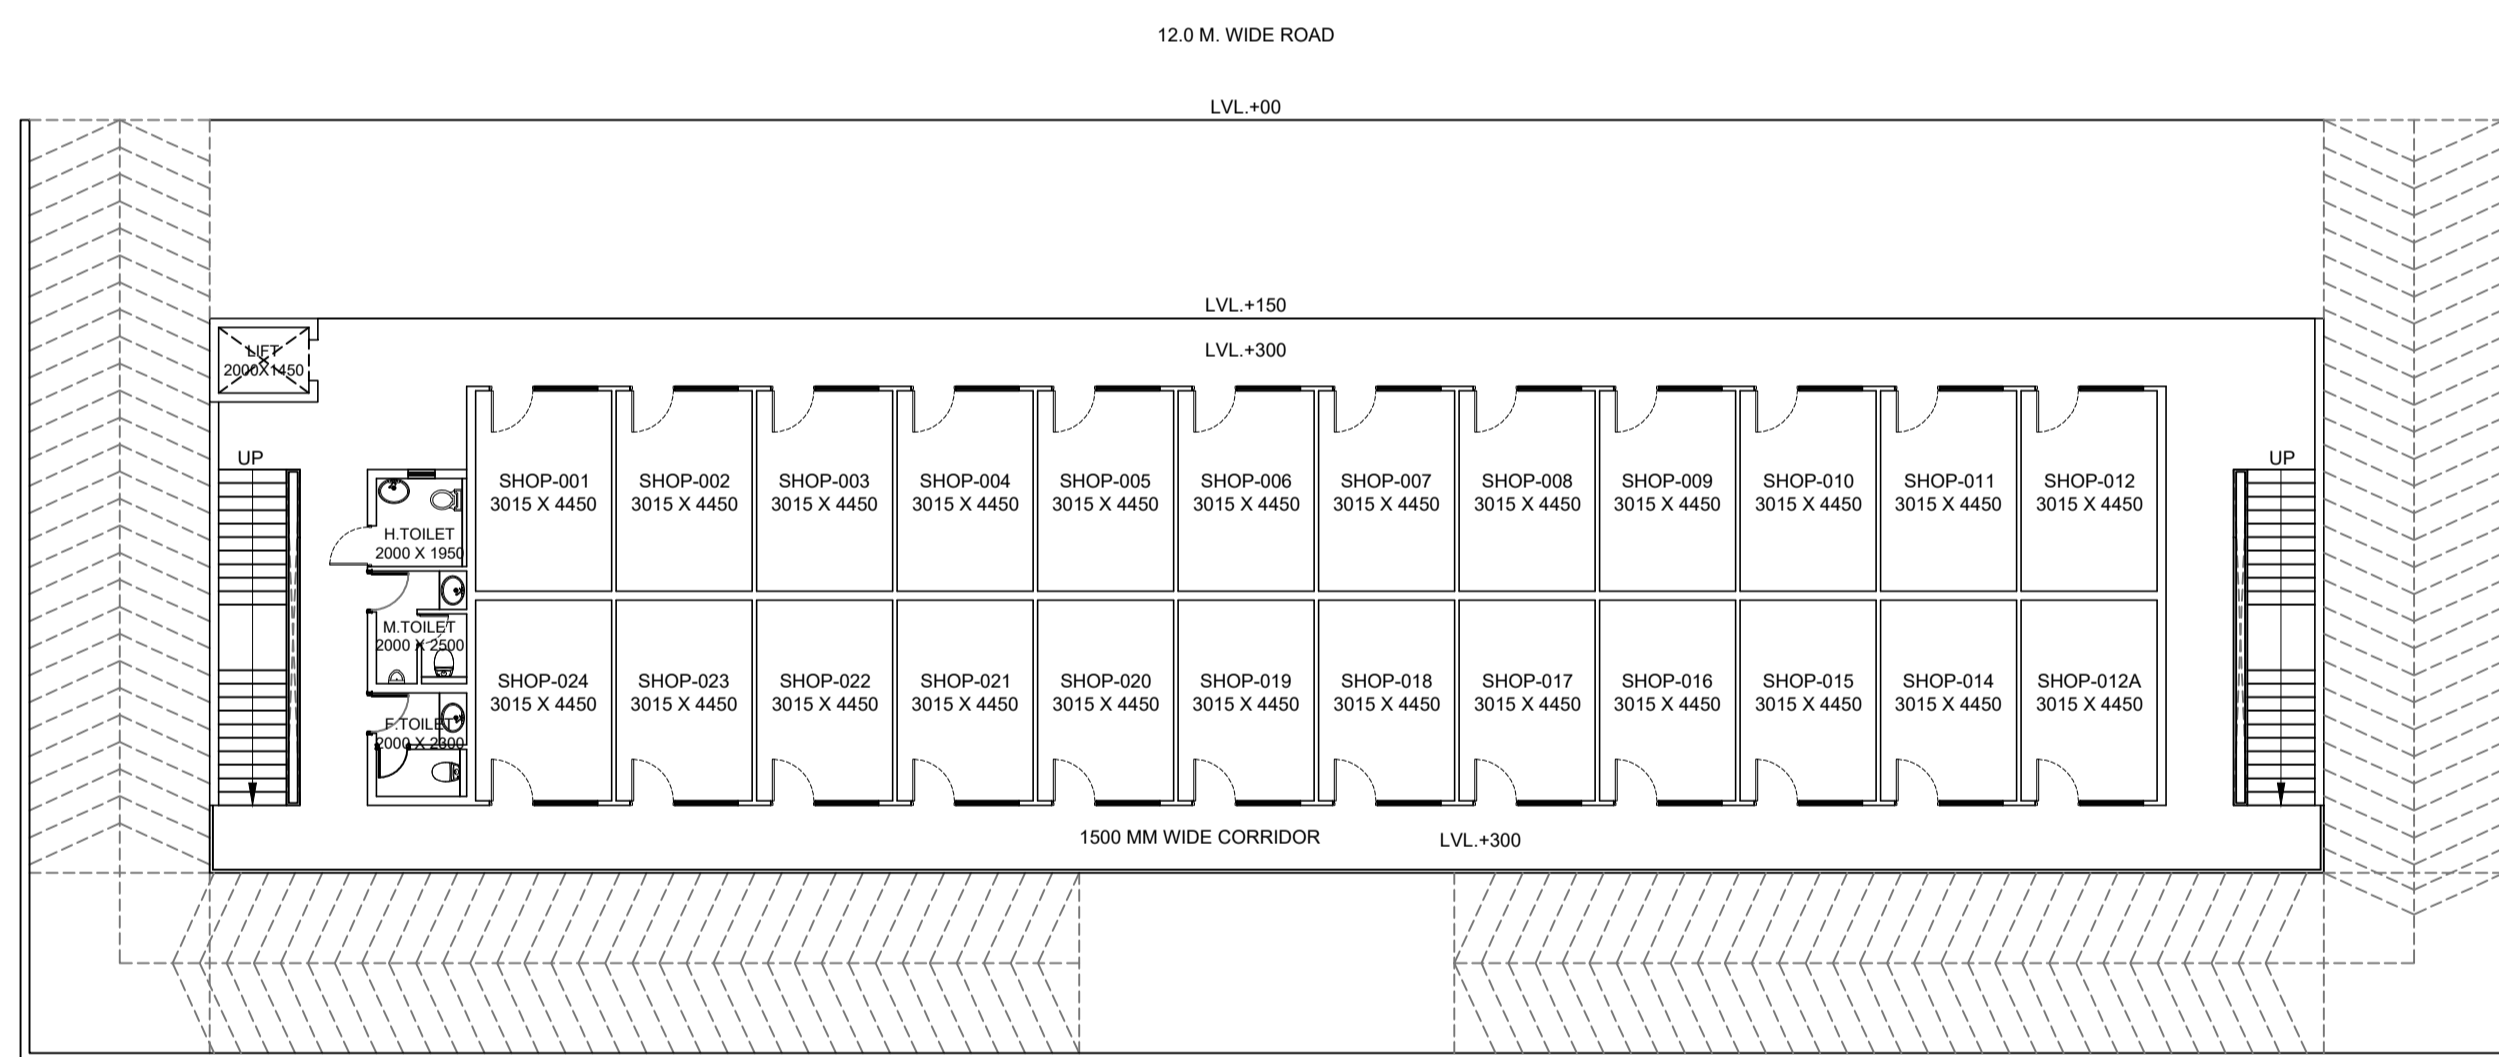 12.0 M. WIDE ROAD
LVL.+00
LVL.+150
LVL.+300
LIFT
2000X1450
UP
UP
SHOP-001
3015 X 4450
SHOP-002
3015 X 4450
SHOP-003
3015 X 4450
SHOP-004
3015 X 4450
SHOP-005
3015 X 4450
SHOP-006
3015 X 4450
SHOP-007
3015 X 4450
SHOP-008
3015 X 4450
SHOP-009
3015 X 4450
SHOP-010
3015 X 4450
SHOP-011
3015 X 4450
SHOP-012
3015 X 4450
H.TOILET
2000 X 1950
M.TOILET
2000 X 2500
F.TOILET
2000 X 2300
SHOP-024
3015 X 4450
SHOP-023
3015 X 4450
SHOP-022
3015 X 4450
SHOP-021
3015 X 4450
SHOP-020
3015 X 4450
SHOP-019
3015 X 4450
SHOP-018
3015 X 4450
SHOP-017
3015 X 4450
SHOP-016
3015 X 4450
SHOP-015
3015 X 4450
SHOP-014
3015 X 4450
SHOP-012A
3015 X 4450
1500 MM WIDE CORRIDOR
LVL.+300